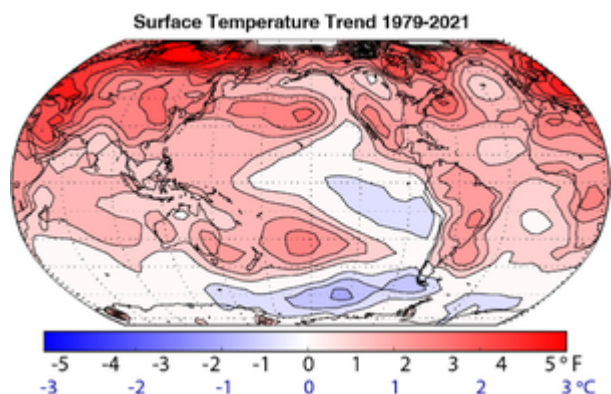 Surface Temperature Trend 1979-2021
-5 -4 -3 -2 -1 0 1 2 3 4 5 ° F
-3 -2 -1 0 1 2 3 ºC